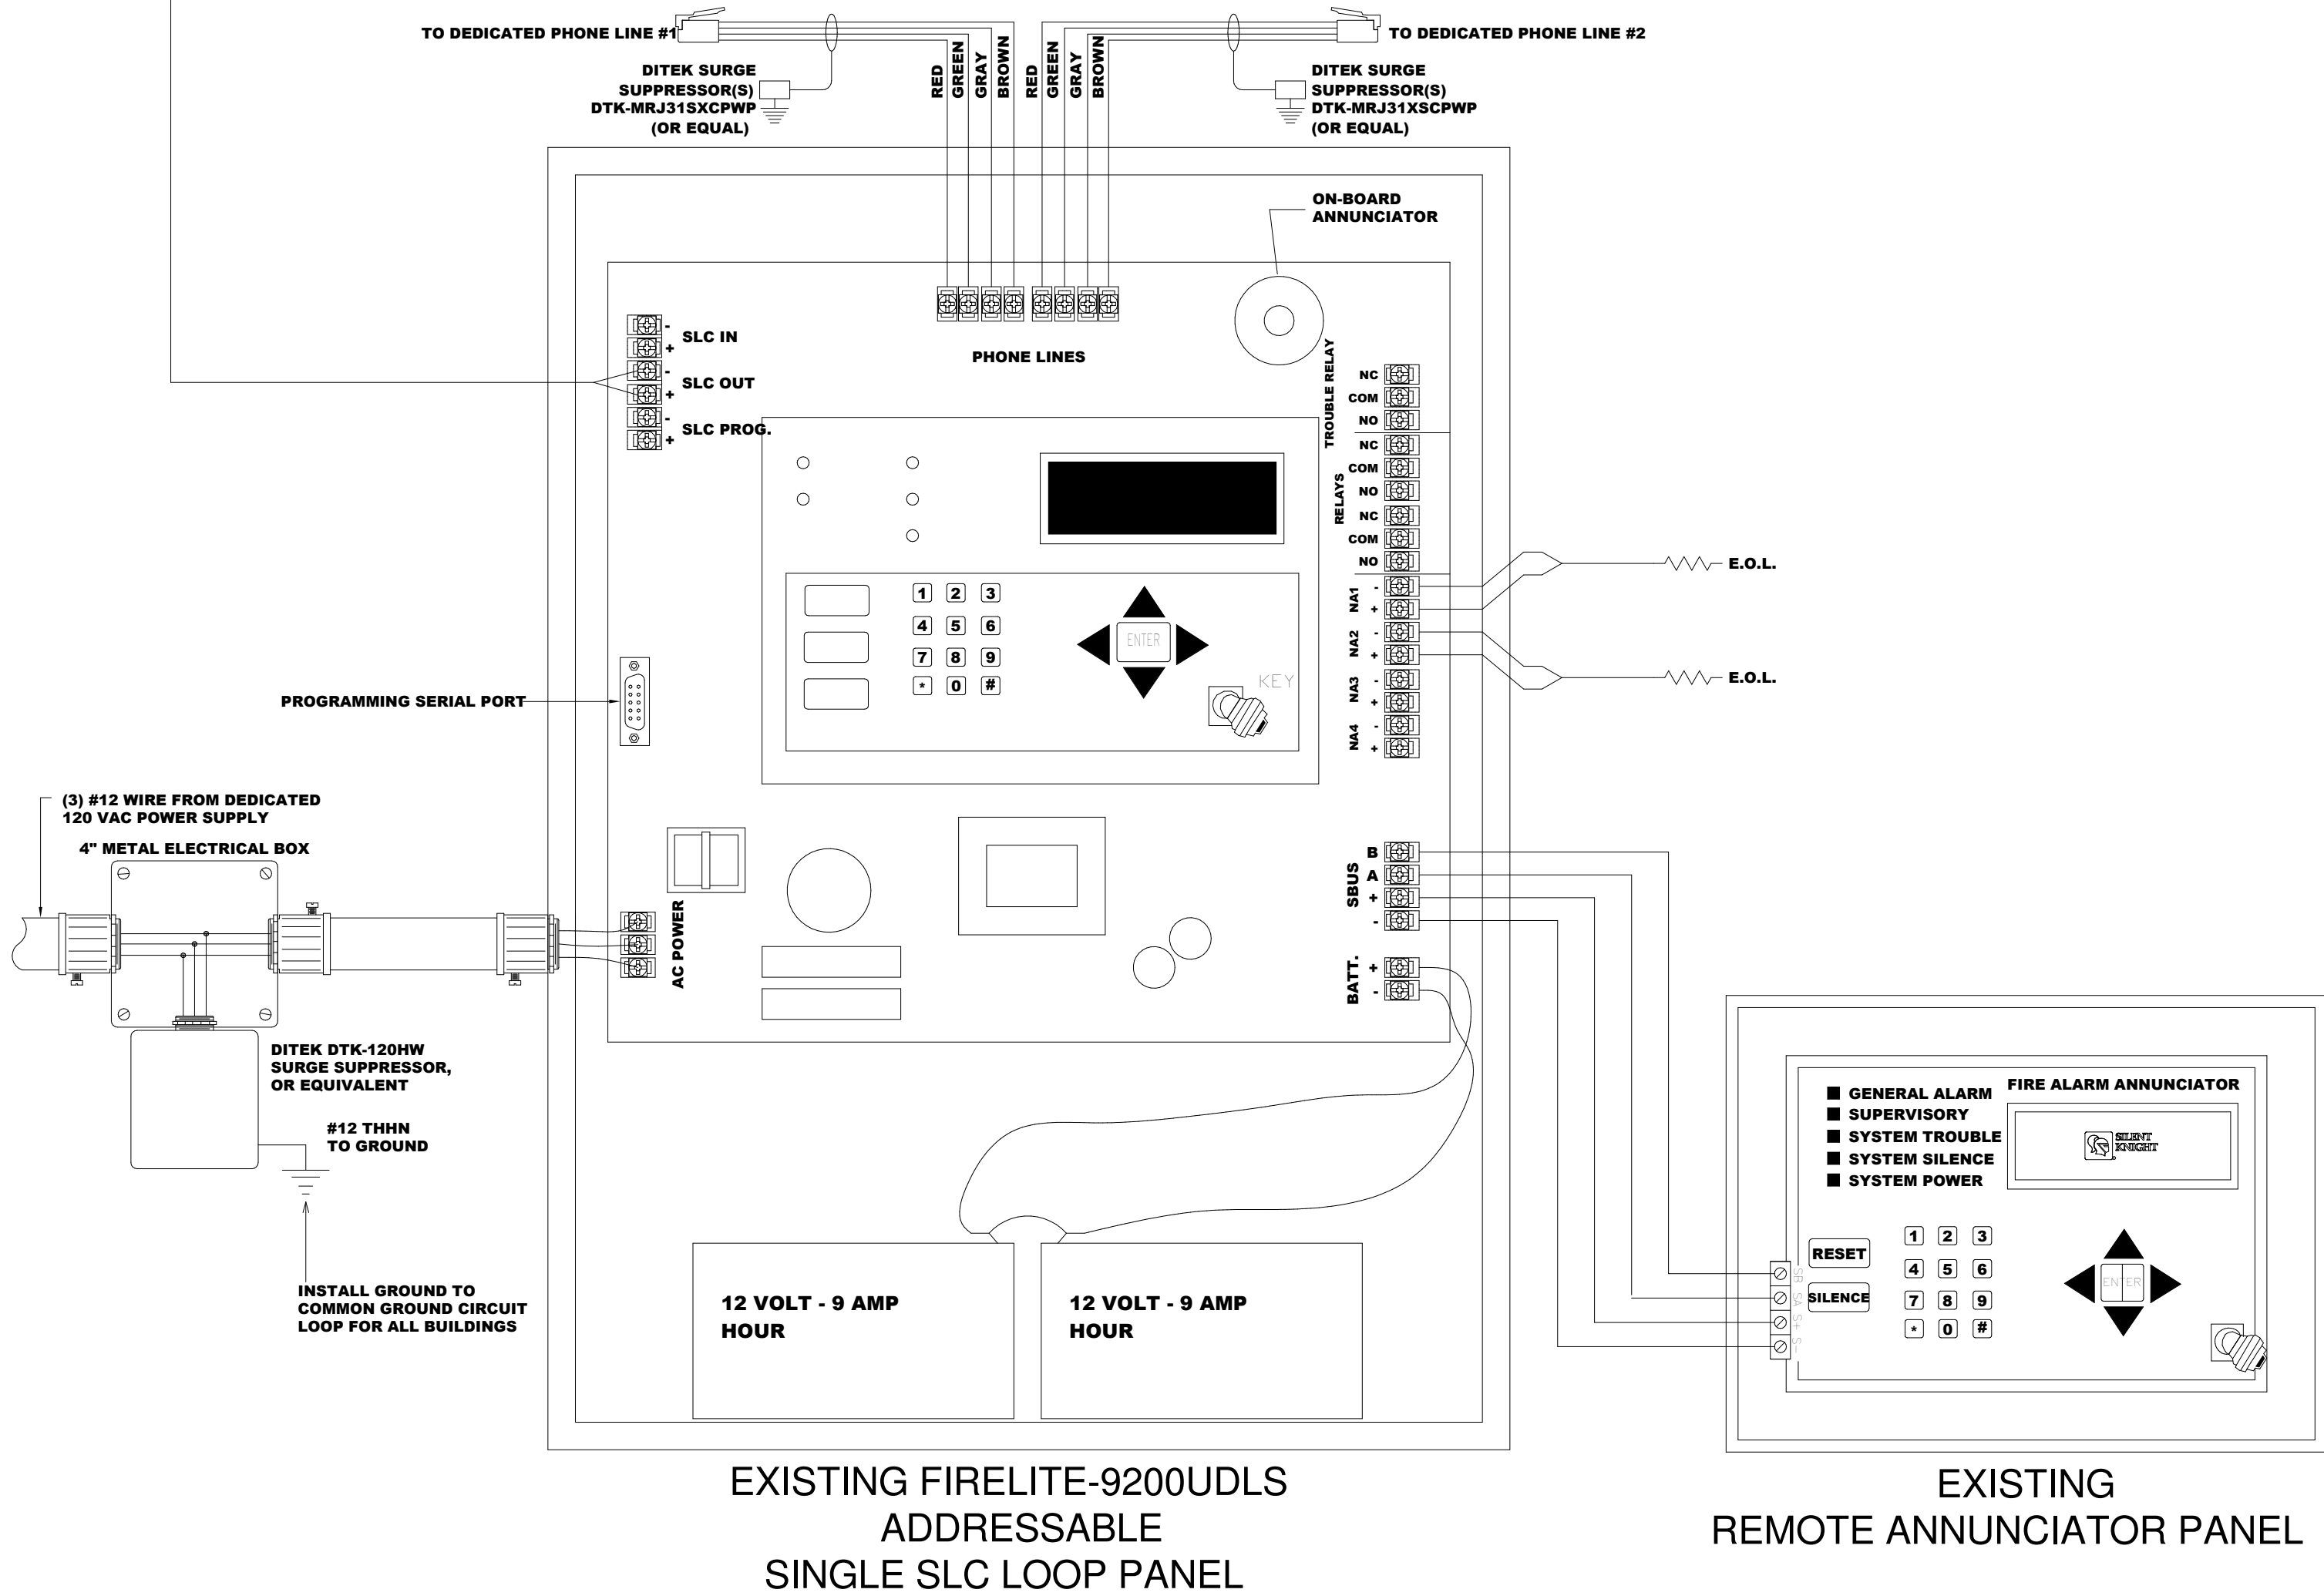 TO DEDICATED PHONE LINE #1
TO DEDICATED PHONE LINE #2
DITEK SURGE
SUPPRESSOR(S)
DTK-MRJ31SXCPWP
(OR EQUAL)
RED
GREEN
GRAY
BROWN
RED
GREEN
GRAY
BROWN
DITEK SURGE
SUPPRESSOR(S)
DTK-MRJ31XSCPWP
(OR EQUAL)
ON-BOARD
ANNUNCIATOR
- SLC IN
+
- SLC OUT
+
- SLC PROG.
+
PHONE LINES
TROUBLE RELAY
NC
COM
NO
RELAYS
NC
COM
NO
NC
COM
NO
NA1
-
+
NA2
-
+
NA3
-
+
NA4
-
+
E.O.L.
E.O.L.
1 2 3
4 5 6
7 8 9
* 0 #
ENTER
KEY
PROGRAMMING SERIAL PORT
(3) #12 WIRE FROM DEDICATED
120 VAC POWER SUPPLY
4" METAL ELECTRICAL BOX
AC POWER
SBUS
B
A
+
-
BATT.
+
-
DITEK DTK-120HW
SURGE SUPPRESSOR,
OR EQUIVALENT
#12 THHN
TO GROUND
INSTALL GROUND TO
COMMON GROUND CIRCUIT
LOOP FOR ALL BUILDINGS
12 VOLT - 9 AMP
HOUR
12 VOLT - 9 AMP
HOUR
FIRE ALARM ANNUNCIATOR
GENERAL ALARM
SUPERVISORY
SYSTEM TROUBLE
SYSTEM SILENCE
SYSTEM POWER
SILENT
KNIGHT
RESET
SILENCE
SB
SA
S+
S-
1 2 3
4 5 6
7 8 9
* 0 #
ENTER
EXISTING FIRELITE-9200UDLS
ADDRESSABLE
SINGLE SLC LOOP PANEL
EXISTING
REMOTE ANNUNCIATOR PANEL